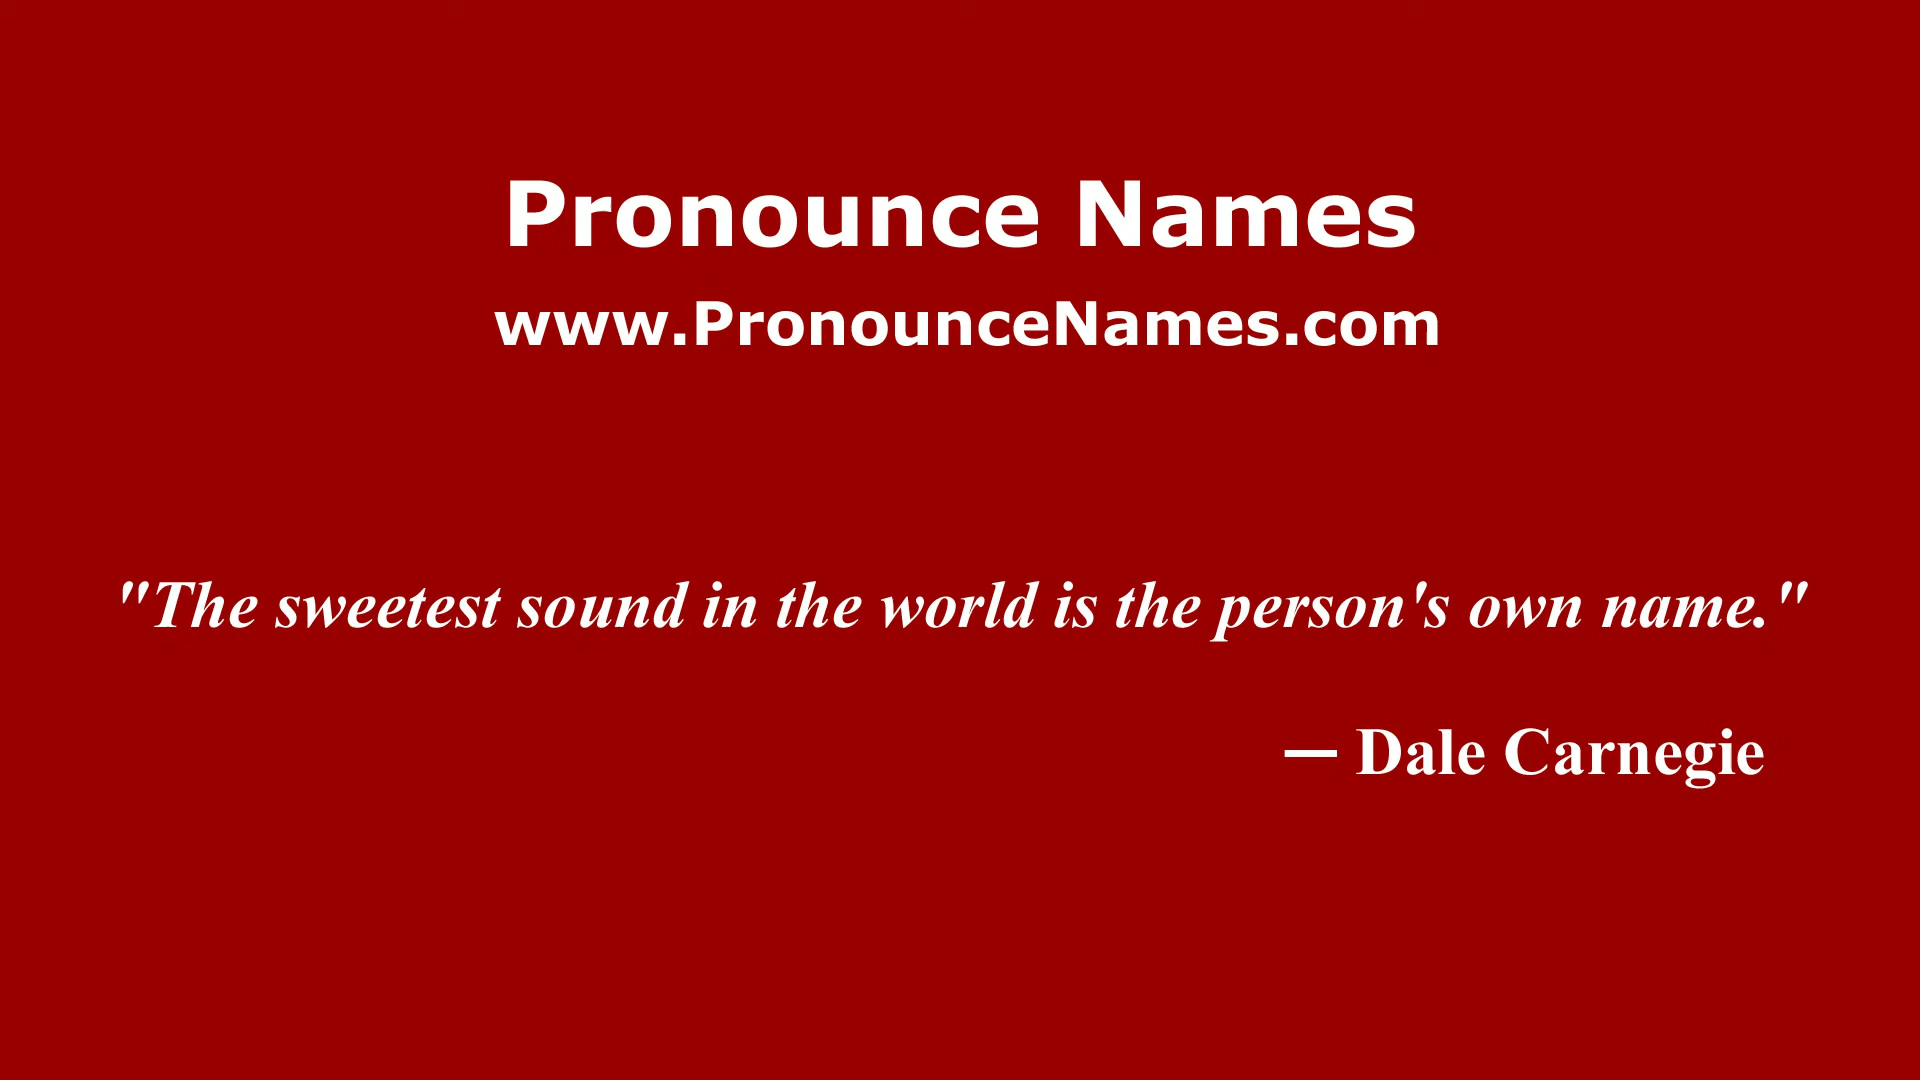 Pronounce Names
www.PronounceNames.com
"The sweetest sound in the world is the person's own name."
— Dale Carnegie